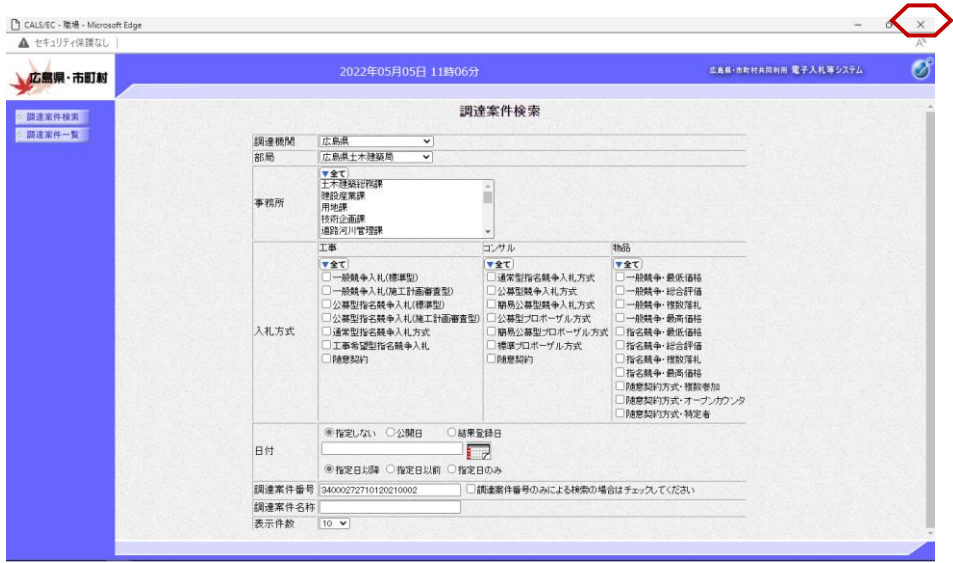 CALS/EC - 職場 - Microsoft Edge
セキュリティ保護なし
広島県・市町村
2022年05月05日 11時06分
広島県・市町村共同利用 電子入札等システム
調達案件検索
調達案件一覧
調達案件検索
調達機関 広島県
部局 広島県土木建築局
事務所
▼全て
土木建築総務課
建設産業課
用地課
技術企画課
道路河川管理課
入札方式
工事
▼全て
一般競争入札(標準型)
一般競争入札(施工計画審査型)
公募型指名競争入札(標準型)
公募型指名競争入札(施工計画審査型)
通常型指名競争入札方式
工事希望型指名競争入札
随意契約
コンサル
▼全て
通常型指名競争入札方式
公募型競争入札方式
簡易公募型競争入札方式
公募型プロポーザル方式
簡易公募型プロポーザル方式
標準プロポーザル方式
随意契約
物品
▼全て
一般競争・最低価格
一般競争・総合評価
一般競争・複数落札
一般競争・最高価格
指名競争・最低価格
指名競争・総合評価
指名競争・複数落札
指名競争・最高価格
随意契約方式・複数参加
随意契約方式・オープンカウンタ
随意契約方式・特定者
日付
指定しない 公開日 結果登録日
指定日以降 指定日以前 指定日のみ
調達案件番号 34000272710120210002 調達案件番号のみによる検索の場合はチェックしてください
調達案件名称
表示件数 10